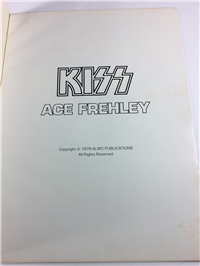 KISS
ACE FREHLEY
Copyright © 1979 ALMO PUBLICATIONS
All Rights Reserved